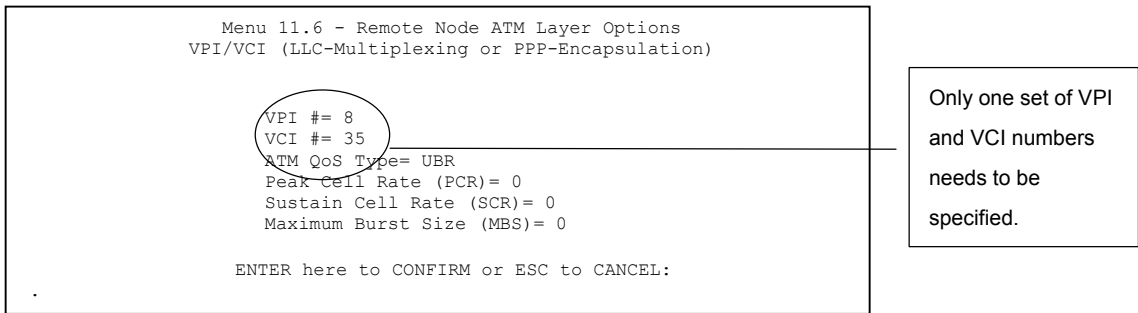 Menu 11.6 - Remote Node ATM Layer Options
VPI/VCI (LLC-Multiplexing or PPP-Encapsulation)
VPI #= 8
VCI #= 35
ATM QoS Type= UBR
Peak Cell Rate (PCR)= 0
Sustain Cell Rate (SCR)= 0
Maximum Burst Size (MBS)= 0
ENTER here to CONFIRM or ESC to CANCEL:
.
Only one set of VPI
and VCI numbers
needs to be
specified.